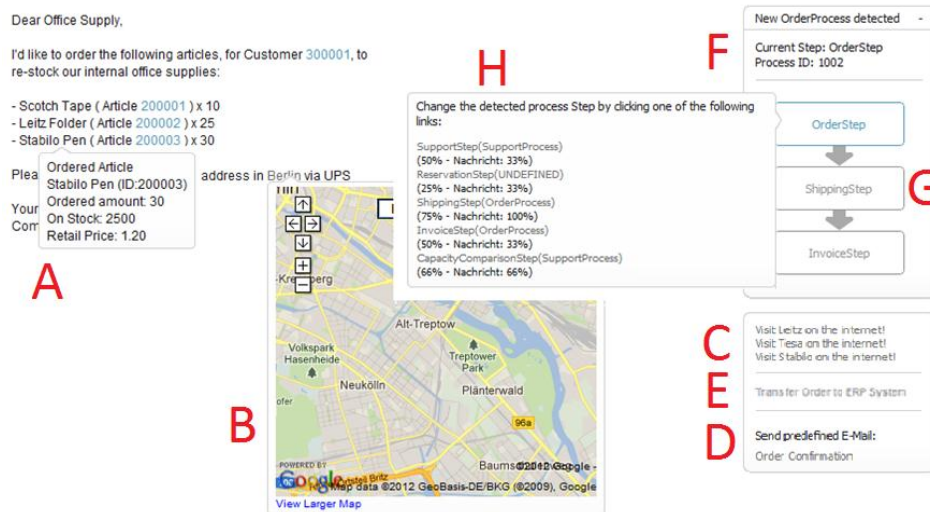 Dear Office Supply,
I'd like to order the following articles, for Customer 300001, to
re-stock our internal office supplies:
- Scotch Tape ( Article 200001 ) x 10
- Leitz Folder ( Article 200002 ) x 25
- Stabilo Pen ( Article 200003 ) x 30
Plea
address in Berlin via UPS
Your
Com
Ordered Article
Stabilo Pen (ID:200003)
Ordered amount: 30
On Stock: 2500
Retail Price: 1.20
A
B
Alt-Treptow
Volkspark
Hasenheide
Treptower
Park
Neukölln
Plänterwald
96a
POWERED BY
Google
Map data ©2012 GeoBasis-DE/BKG (©2009), Google
©2012 Google -
View Larger Map
H
Change the detected process Step by clicking one of the following
links:
SupportStep(SupportProcess)
(50% - Nachricht: 33%)
ReservationStep(UNDEFINED)
(25% - Nachricht: 33%)
ShippingStep(OrderProcess)
(75% - Nachricht: 100%)
InvoiceStep(OrderProcess)
(50% - Nachricht: 33%)
CapacityComparisonStep(SupportProcess)
(66% - Nachricht: 66%)
F
New OrderProcess detected -
Current Step: OrderStep
Process ID: 1002
OrderStep
ShippingStep
InvoiceStep
G
C
Visit Leitz on the internet!
Visit Tesa on the internet!
Visit Stabilo on the internet!
E
Transfer Order to ERP System
D
Send predefined E-Mail:
Order Confirmation